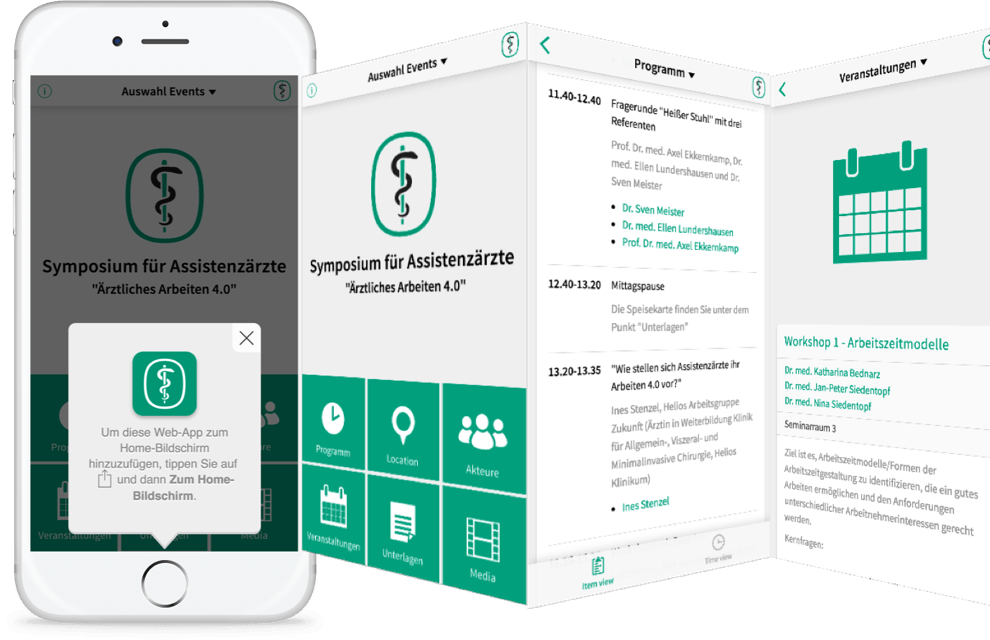 Auswahl Events ▾
Symposium für Assistenzärzte
"Ärztliches Arbeiten 4.0"
Um diese Web-App zum
Home-Bildschirm
hinzuzufügen, tippen Sie auf
und dann Zum Home-
Bildschirm.
Veranstaltungen
Media
Auswahl Events ▾
Symposium für Assistenzärzte
"Ärztliches Arbeiten 4.0"
Programm
Location
Akteure
Veranstaltungen
Unterlagen
Media
Programm ▾
11.40-12.40
Fragerunde "Heißer Stuhl" mit drei
Referenten
Prof. Dr. med. Axel Ekkernkamp, Dr.
med. Ellen Lundershausen und Dr.
Sven Meister
• Dr. Sven Meister
• Dr. med. Ellen Lundershausen
• Prof. Dr. med. Axel Ekkernkamp
12.40-13.20
Mittagspause
Die Speisekarte finden Sie unter dem
Punkt "Unterlagen"
13.20-13.35
"Wie stellen sich Assistenzärzte ihr
Arbeiten 4.0 vor?"
Ines Stenzel, Helios Arbeitsgruppe
Zukunft (Ärztin in Weiterbildung Klinik
für Allgemein-, Viszeral- und
Minimalinvasive Chirurgie, Helios
Klinikum)
• Ines Stenzel
Item view
Time view
Veranstaltungen ▾
Workshop 1 - Arbeitszeitmodelle
Dr. med. Katharina Bednarz
Dr. med. Jan-Peter Siedentopf
Dr. med. Nina Siedentopf
Seminarraum 3
Ziel ist es, Arbeitszeitmodelle/Formen der
Arbeitszeitgestaltung zu identifizieren, die ein gutes
Arbeiten ermöglichen und den Anforderungen
unterschiedlicher Arbeitnehmerinteressen gerecht
werden.
Kernfragen: